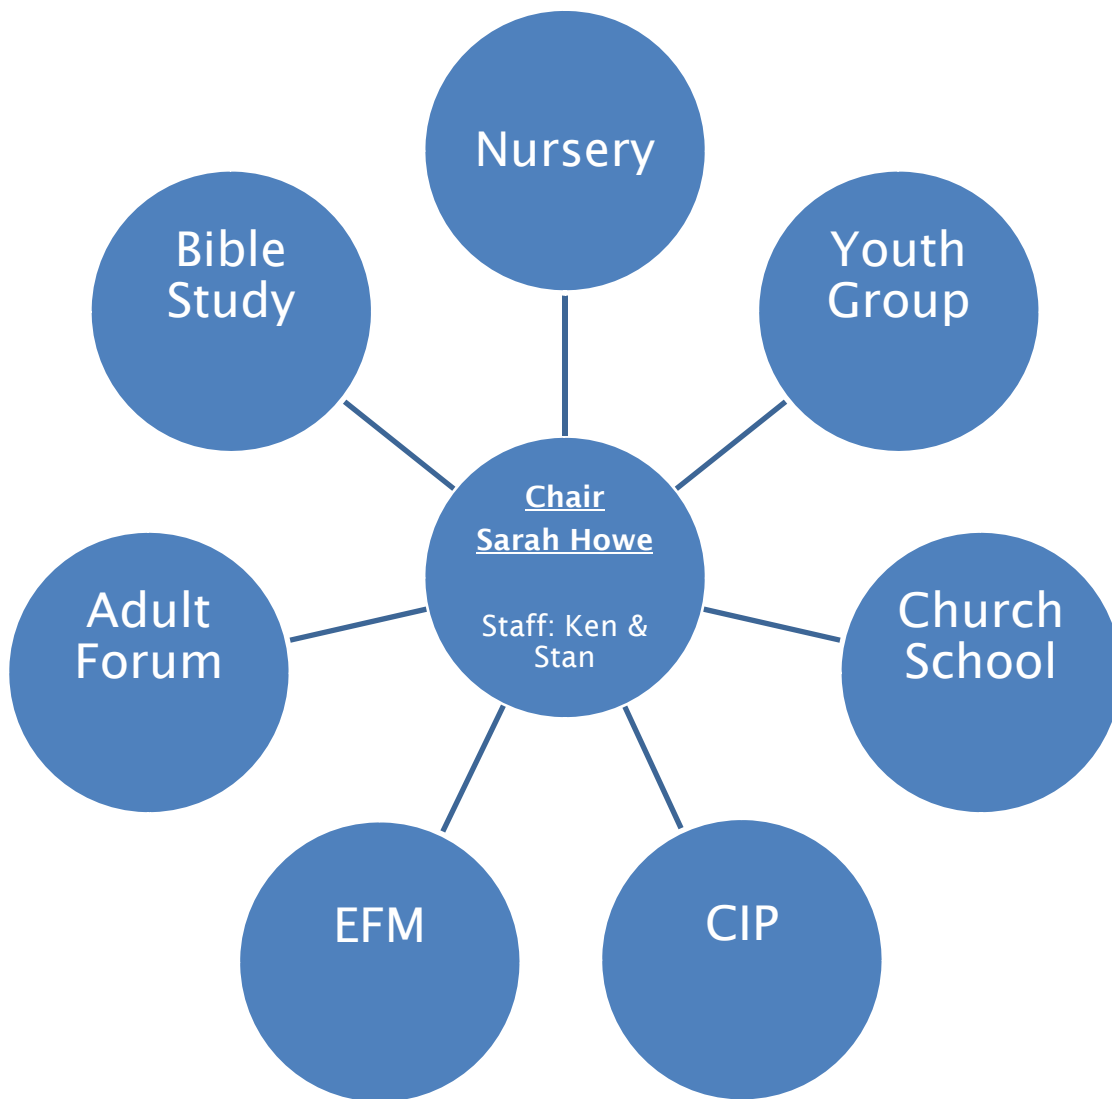 Nursery
Youth
Group
Church
School
CIP
EFM
Adult
Forum
Bible
Study
Chair
Sarah Howe
Staff: Ken &
Stan